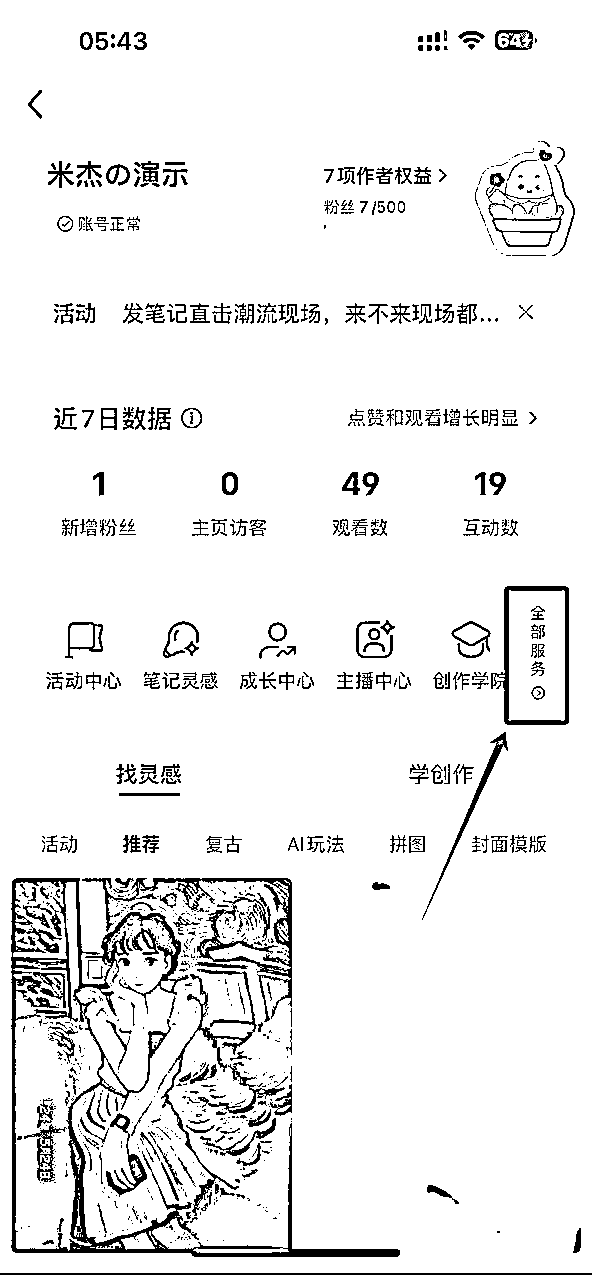 05:43
64
米杰の演示
7项作者权益
账号正常
粉丝 7/500
活动 发笔记直击潮流现场，来不来现场都...
近7日数据
点赞和观看增长明显
1 0 49 19
新增粉丝 主页访客 观看数 互动数
全部服务
活动中心 笔记灵感 成长中心 主播中心 创作学院
找灵感 学创作
活动 推荐 复古 AI玩法 拼图 封面模版